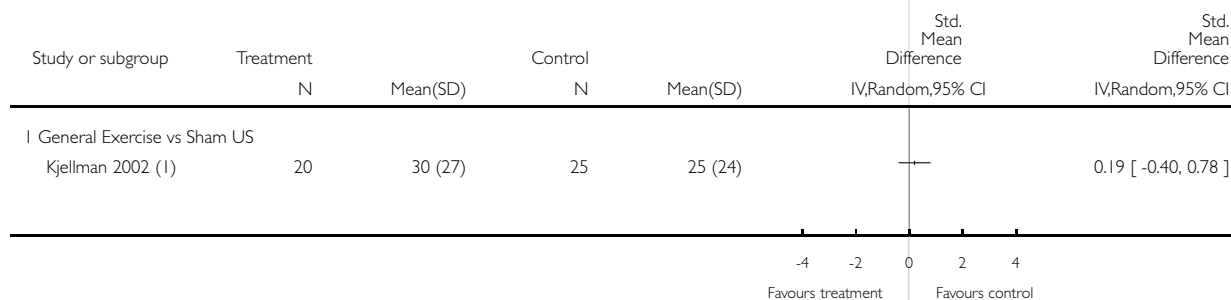 Study or subgroup Treatment Control Std. Mean Difference Std. Mean Difference
N Mean(SD) N Mean(SD) IV,Random,95% CI IV,Random,95% CI
1 General Exercise vs Sham US
Kjellman 2002 (1) 20 30 (27) 25 25 (24) 0.19 [ -0.40, 0.78 ]
-4 -2 0 2 4
Favours treatment Favours control